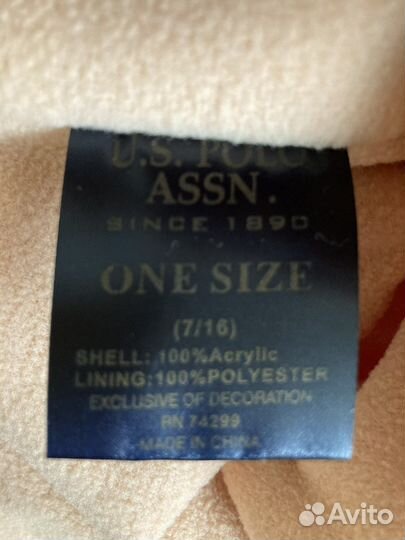 U.S. POLO
ASSN.
SINCE 1890
ONE SIZE
(7/16)
SHELL: 100%Acrylic
LINING:100%POLYESTER
EXCLUSIVE OF DECORATION
RN 74299
MADE IN CHINA
Avito